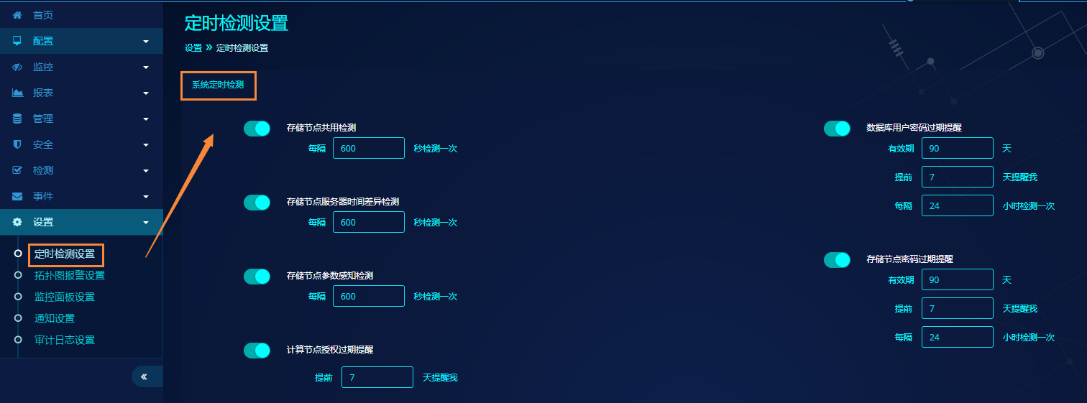 首页
配置
监控
报表
管理
安全
检测
事件
设置
定时检测设置
拓扑图报警设置
监控面板设置
通知设置
审计日志设置
«
定时检测设置
设置 » 定时检测设置
系统定时检测
存储节点共用检测
每隔 600 秒检测一次
存储节点服务器时间差异检测
每隔 600 秒检测一次
存储节点参数感知检测
每隔 600 秒检测一次
计算节点授权过期提醒
提前 7 天提醒我
数据库用户密码过期提醒
有效期 90 天
提前 7 天提醒我
每隔 24 小时检测一次
存储节点密码过期提醒
有效期 90 天
提前 7 天提醒我
每隔 24 小时检测一次